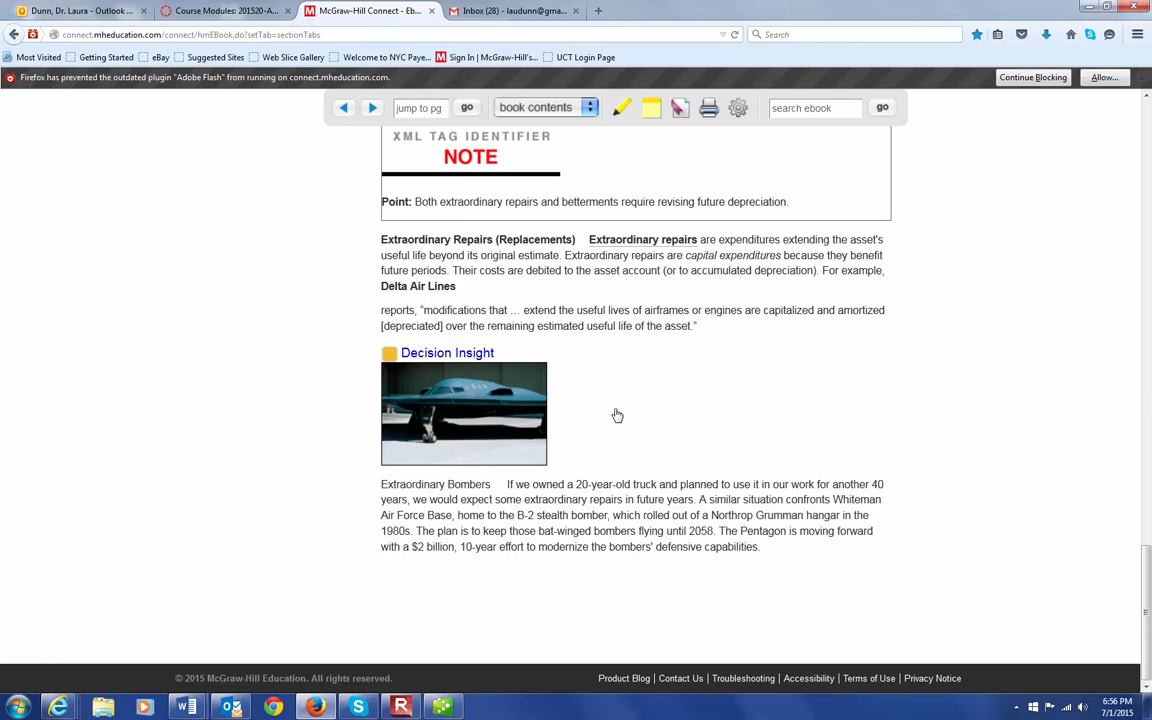 Dunn, Dr. Laura - Outlook ...
Course Modules: 201520-A...
McGraw-Hill Connect - Eb...
Inbox (28) - laudunn@gma...
connect.mheducation.com/connect/hmEBook.do?setTab=sectionTabs
Search
Most Visited
Getting Started
eBay
Suggested Sites
Web Slice Gallery
Welcome to NYC Paye...
Sign In | McGraw-Hill's...
UCT Login Page
Firefox has prevented the outdated plugin "Adobe Flash" from running on connect.mheducation.com.
Continue Blocking
Allow...
jump to pg
go
book contents
search ebook
go
XML TAG IDENTIFIER
NOTE
Point: Both extraordinary repairs and betterments require revising future depreciation.
Extraordinary Repairs (Replacements) Extraordinary repairs are expenditures extending the asset's
useful life beyond its original estimate. Extraordinary repairs are capital expenditures because they benefit
future periods. Their costs are debited to the asset account (or to accumulated depreciation). For example,
Delta Air Lines
reports, “modifications that … extend the useful lives of airframes or engines are capitalized and amortized
[depreciated] over the remaining estimated useful life of the asset.”
Decision Insight
Extraordinary Bombers If we owned a 20-year-old truck and planned to use it in our work for another 40
years, we would expect some extraordinary repairs in future years. A similar situation confronts Whiteman
Air Force Base, home to the B-2 stealth bomber, which rolled out of a Northrop Grumman hangar in the
1980s. The plan is to keep those bat-winged bombers flying until 2058. The Pentagon is moving forward
with a $2 billion, 10-year effort to modernize the bombers' defensive capabilities.
© 2015 McGraw-Hill Education. All rights reserved.
Product Blog | Contact Us | Troubleshooting | Accessibility | Terms of Use | Privacy Notice
6:56 PM
7/1/2015